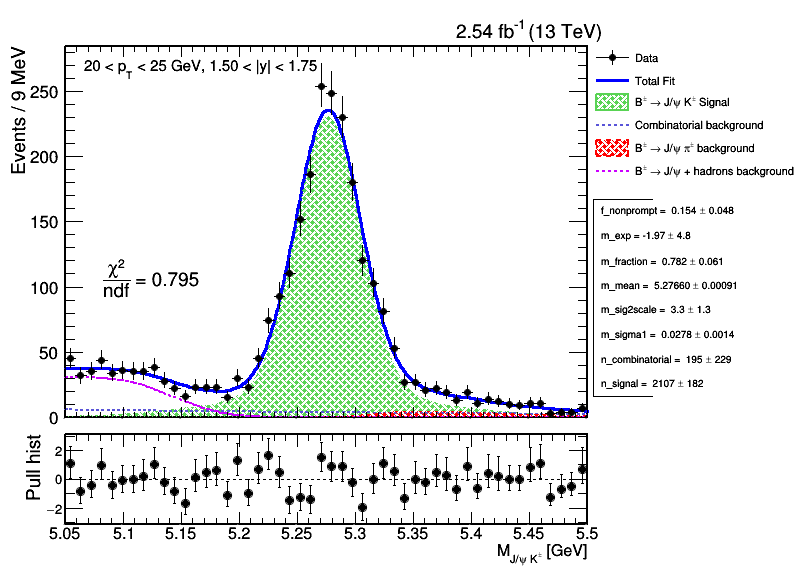 2.54 fb⁻¹ (13 TeV)
Events / 9 MeV
20 < p_T < 25 GeV, 1.50 < |y| < 1.75
250
200
150
100
50
0
χ²
ndf = 0.795
Data
Total Fit
B± → J/ψ K± Signal
Combinatorial background
B± → J/ψ π± background
B± → J/ψ + hadrons background
f_nonprompt = 0.154 ± 0.048
m_exp = -1.97 ± 4.8
m_fraction = 0.782 ± 0.061
m_mean = 5.27660 ± 0.00091
m_sig2scale = 3.3 ± 1.3
m_sigma1 = 0.0278 ± 0.0014
n_combinatorial = 195 ± 229
n_signal = 2107 ± 182
Pull hist
2
0
−2
5.05 5.1 5.15 5.2 5.25 5.3 5.35 5.4 5.45 5.5
M_J/ψ K± [GeV]